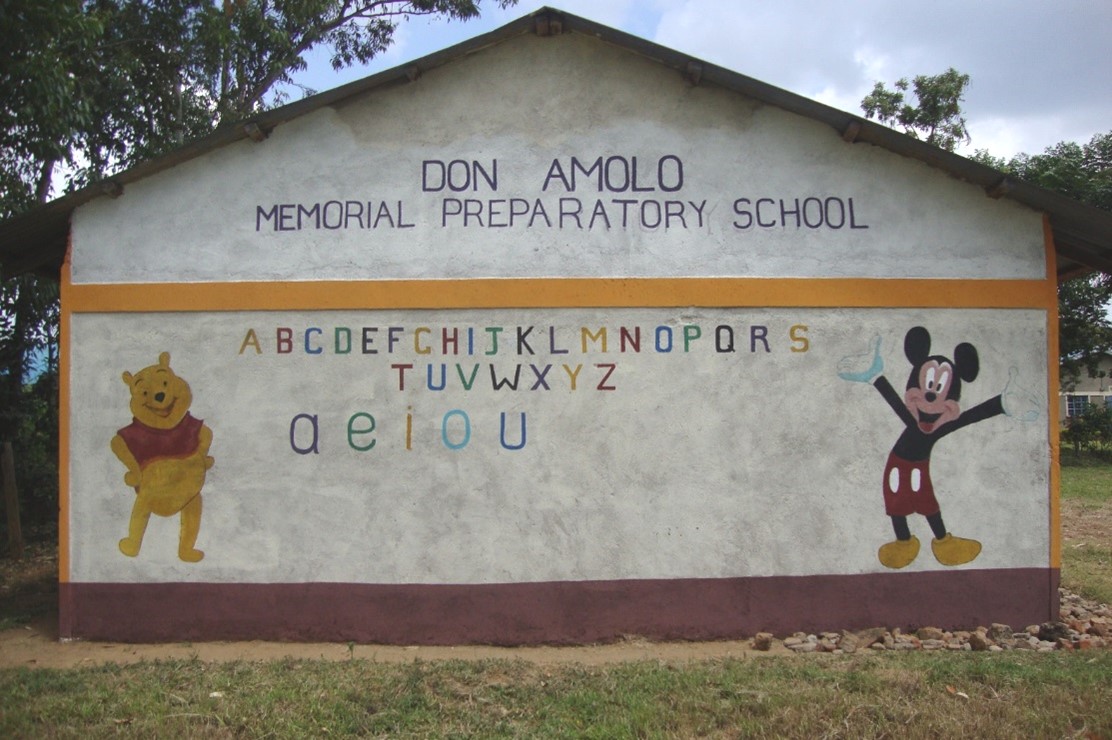 DON AMOLO
MEMORIAL PREPARATORY SCHOOL
ABCDEFGHIJKLMNOPQRS
TUVWXYZ
aeiou